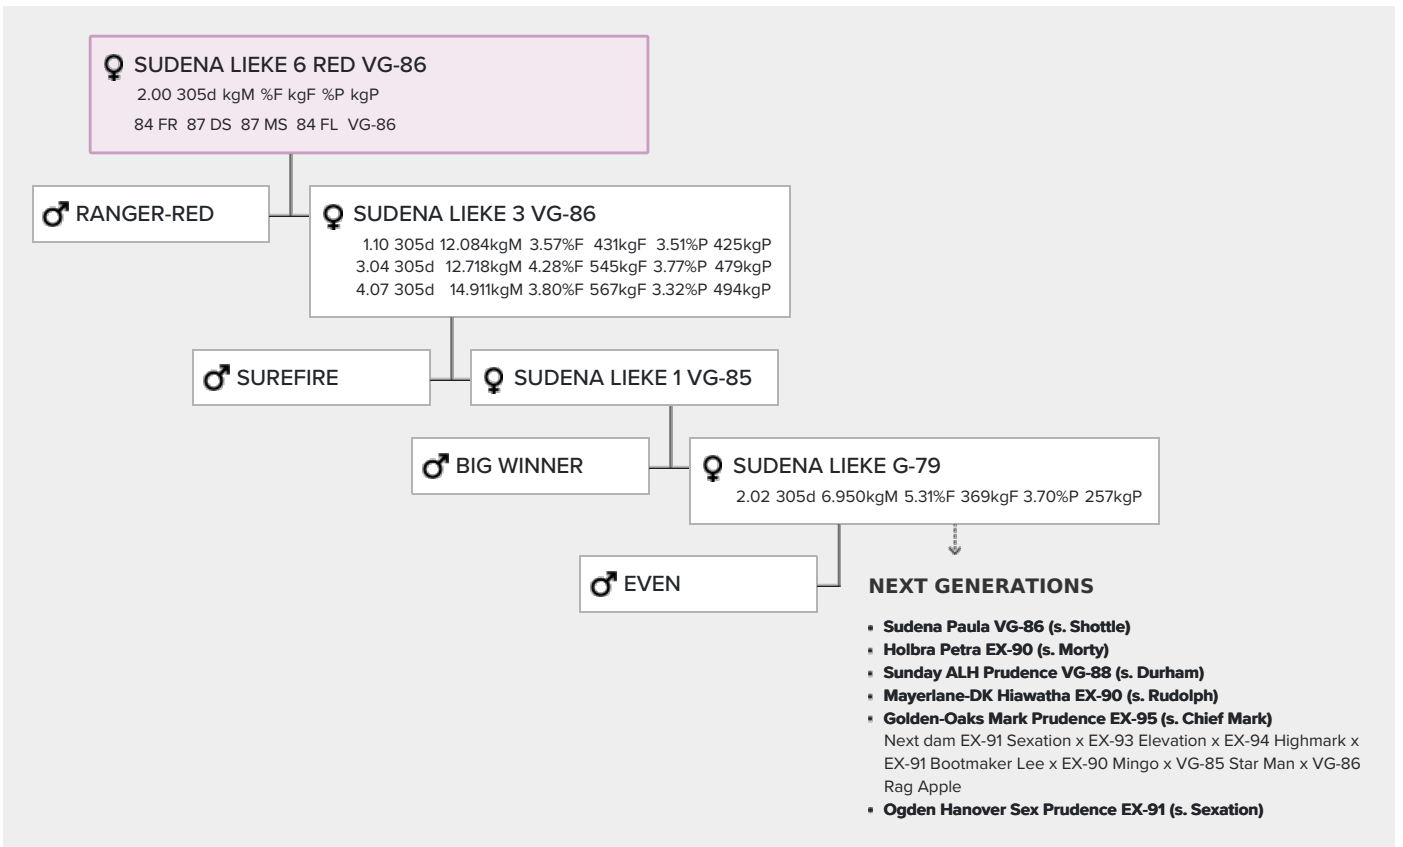 SUDENA LIEKE 6 RED VG-86
2.00 305d kgM %F kgF %P kgP
84 FR 87 DS 87 MS 84 FL VG-86
RANGER-RED
SUDENA LIEKE 3 VG-86
1.10 305d 12.084kgM 3.57%F 431kgF 3.51%P 425kgP
3.04 305d 12.718kgM 4.28%F 545kgF 3.77%P 479kgP
4.07 305d 14.911kgM 3.80%F 567kgF 3.32%P 494kgP
SUREFIRE
SUDENA LIEKE 1 VG-85
BIG WINNER
SUDENA LIEKE G-79
2.02 305d 6.950kgM 5.31%F 369kgF 3.70%P 257kgP
EVEN
NEXT GENERATIONS
Sudena Paula VG-86 (s. Shottle)
Holbra Petra EX-90 (s. Morty)
Sunday ALH Prudence VG-88 (s. Durham)
Mayerlane-DK Hiawatha EX-90 (s. Rudolph)
Golden-Oaks Mark Prudence EX-95 (s. Chief Mark)
Next dam EX-91 Sexation x EX-93 Elevation x EX-94 Highmark x
EX-91 Bootmaker Lee x EX-90 Mingo x VG-85 Star Man x VG-86
Rag Apple
Ogden Hanover Sex Prudence EX-91 (s. Sexation)